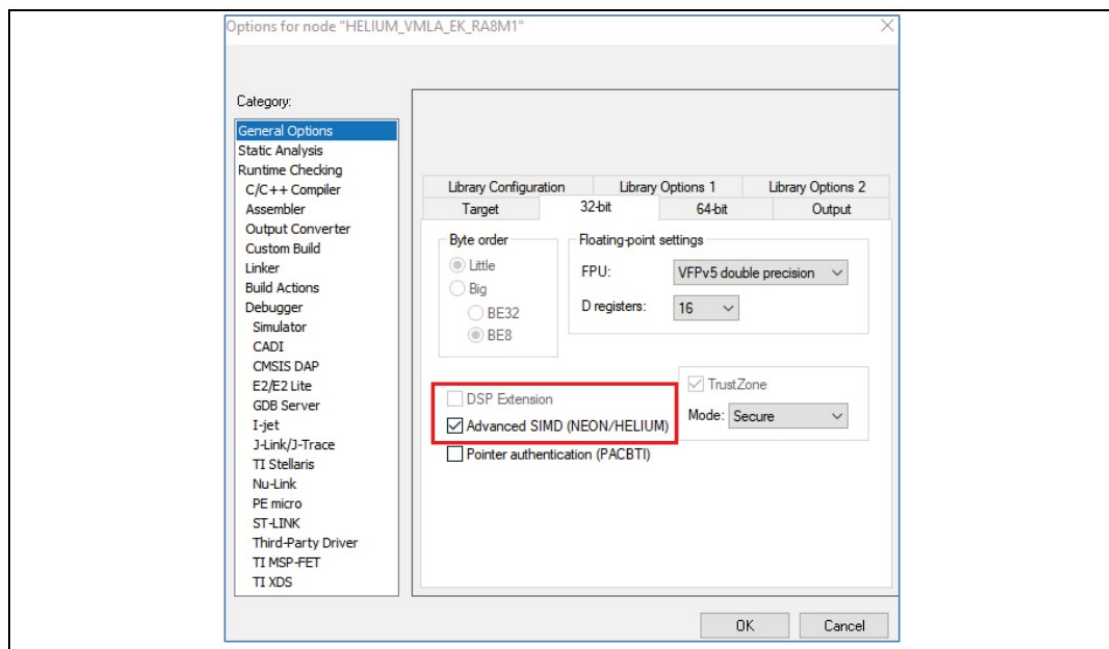 Options for node "HELIUM_VMLA_EK_RA8M1"
Category:
General Options
Static Analysis
Runtime Checking
C/C++ Compiler
Assembler
Output Converter
Custom Build
Linker
Build Actions
Debugger
Simulator
CADI
CMSIS DAP
E2/E2 Lite
GDB Server
I-jet
J-Link/J-Trace
TI Stellaris
Nu-Link
PE micro
ST-LINK
Third-Party Driver
TI MSP-FET
TI XDS
Library Configuration Library Options 1 Library Options 2
Target 32-bit 64-bit Output
Byte order
Little
Big
BE32
BE8
Floating-point settings
FPU: VFPv5 double precision
D registers: 16
DSP Extension
Advanced SIMD (NEON/HELIUM)
Pointer authentication (PACBTI)
TrustZone
Mode: Secure
OK Cancel